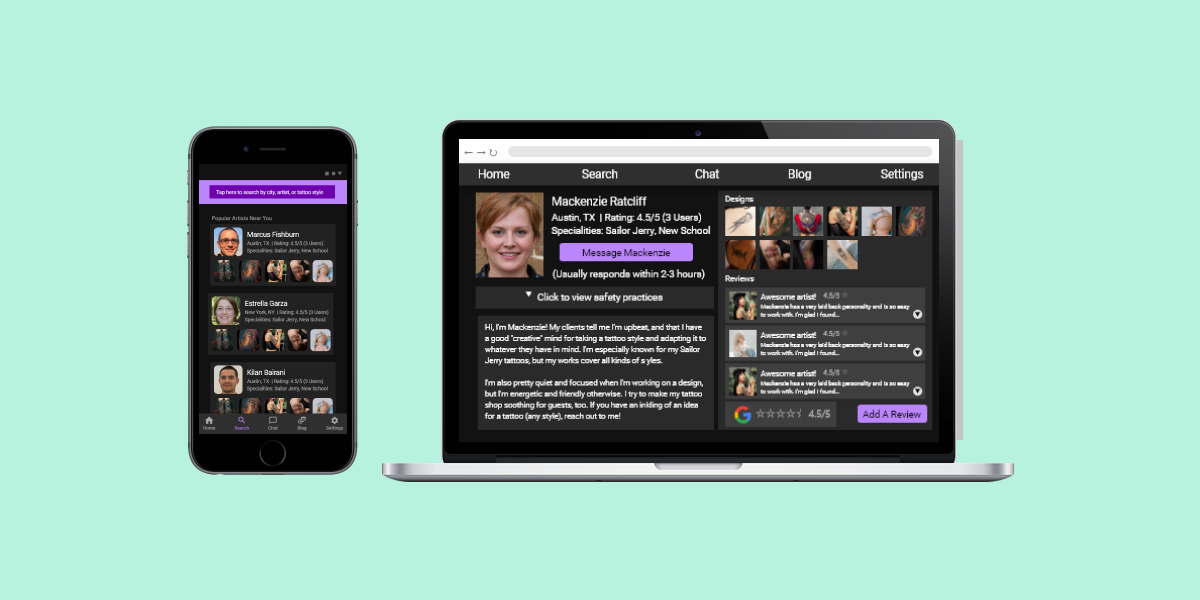 Tap here to search by city, artist, or tattoo style
Popular Artists Near You
Marcus Fishburn
Austin, TX | Rating: 4.5/5 (3 Users)
Specialities: Sailor Jerry, New School
Estrella Garza
New York, NY | Rating: 4.5/5 (3 Users)
Specialities: Sailor Jerry, New School
Kilan Bairani
Austin, TX | Rating: 4.5/5 (3 Users)
Specialities: Sailor Jerry, New School
Home Search Chat Blog Settings
Home Search Chat Blog Settings
Mackenzie Ratcliff
Austin, TX | Rating: 4.5/5 (3 Users)
Specialities: Sailor Jerry, New School
Message Mackenzie
(Usually responds within 2-3 hours)
Click to view safety practices
Hi, I'm Mackenzie! My clients tell me I'm upbeat, and that I have
a good "creative" mind for taking a tattoo style and adapting it to
whatever they have in mind. I'm especially known for my Sailor
Jerry tattoos, but my works cover all kinds of s yles.
I'm also pretty quiet and focused when I'm working on a design,
but I'm energetic and friendly otherwise. I try to make my tattoo
shop soothing for guests, too. If you have an inkling of an idea
for a tattoo (any style), reach out to me!
Designs
Reviews
Awesome artist! 4.5/5
Mackenzie has a very laid back personality and is so easy
to work with. I'm glad I found...
Awesome artist! 4.5/5
Mackenzie has a very laid back personality and is so easy
to work with. I'm glad I found...
Awesome artist! 4.5/5
Mackenzie has a very laid back personality and is so easy
to work with. I'm glad I found...
G 4.5/5
Add A Review